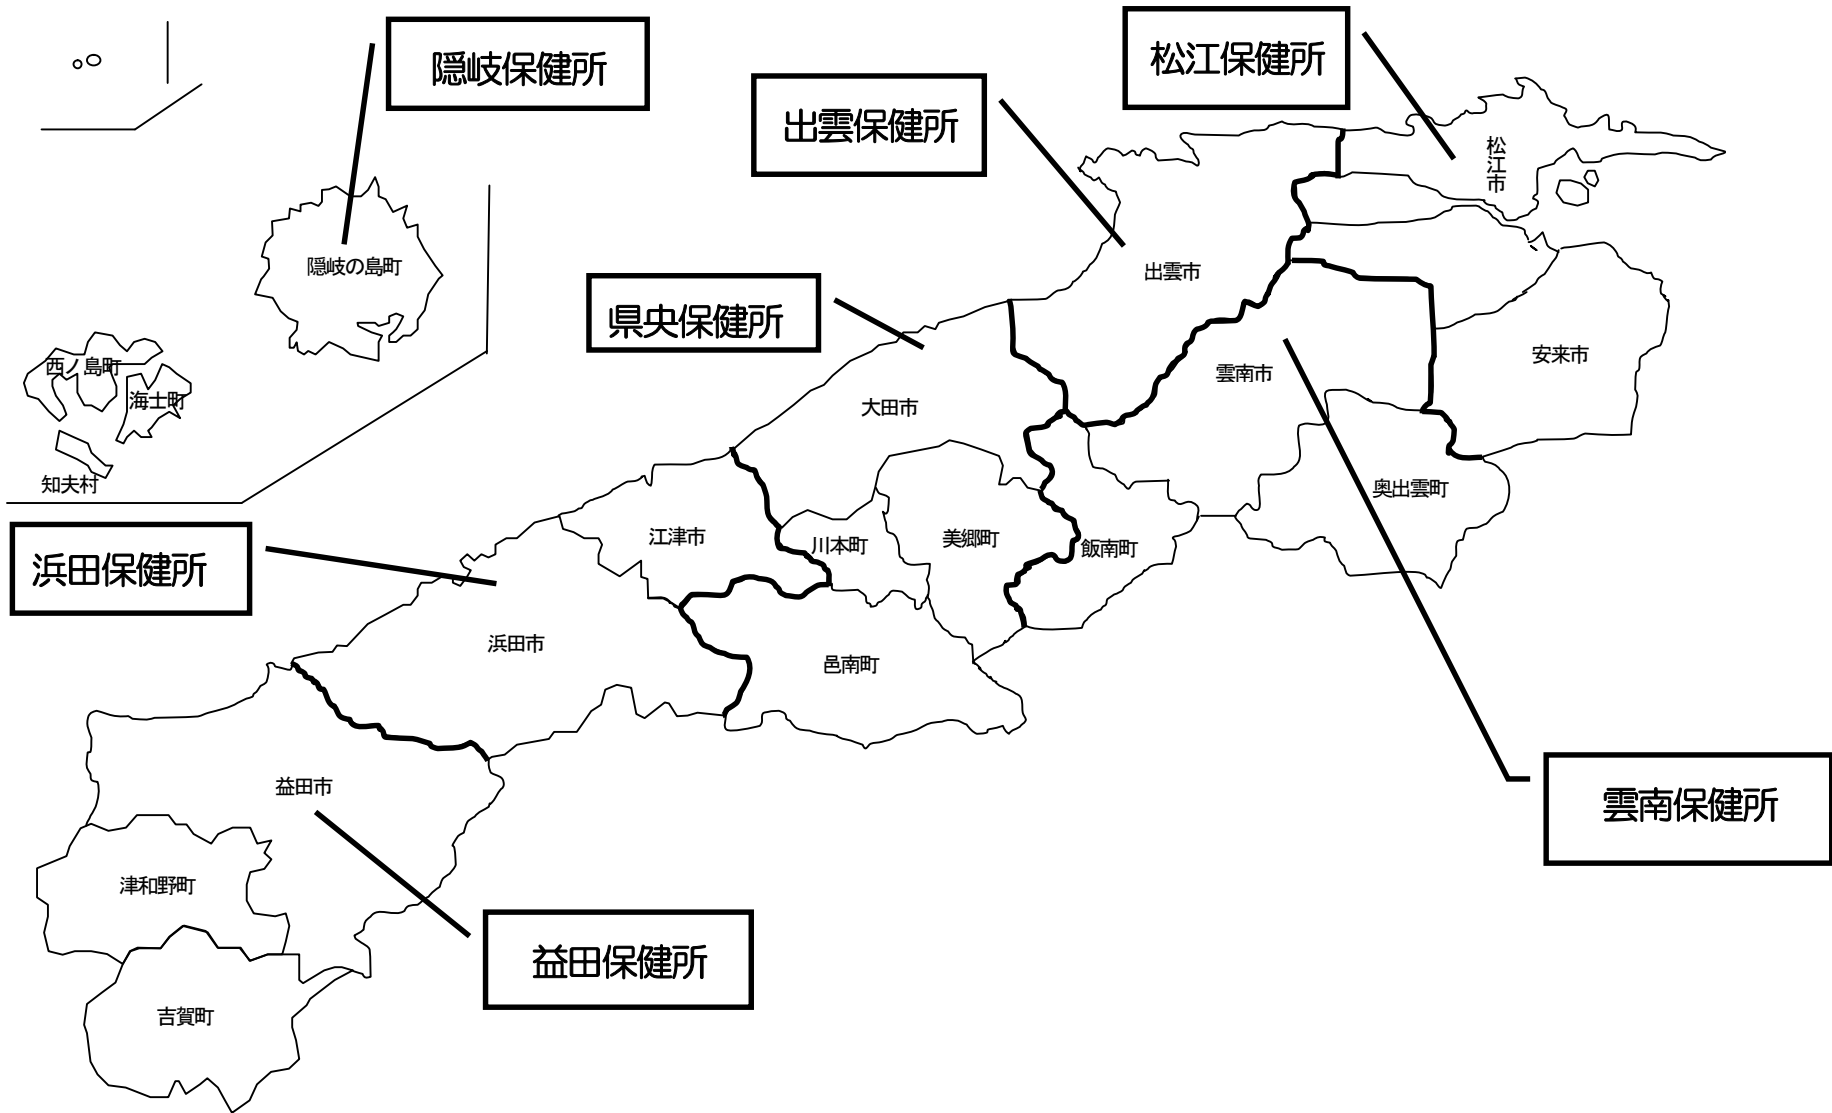 隠岐保健所
松江保健所
出雲保健所
松江市
隠岐の島町
出雲市
県央保健所
安来市
西ノ島町
雲南市
海士町
大田市
知夫村
奥出雲町
江津市
川本町
美郷町
飯南町
浜田保健所
浜田市
邑南町
益田市
雲南保健所
津和野町
益田保健所
吉賀町